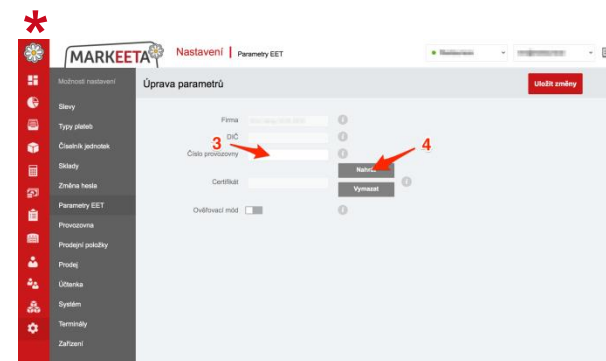 *
MARKEETA
Nastavení | Parametry EET
Možnosti nastavení
Úprava parametrů
Uložit změny
Slevy
Typy plateb
Číselník jednotek
Sklady
Změna hesla
Parametry EET
Provozovna
Prodejní položky
Prodej
Účtenka
Systém
Terminály
Zařízení
Firma
DIČ
3
4
Číslo provozovny
Certifikát
Vymazat
Ověřovací mód